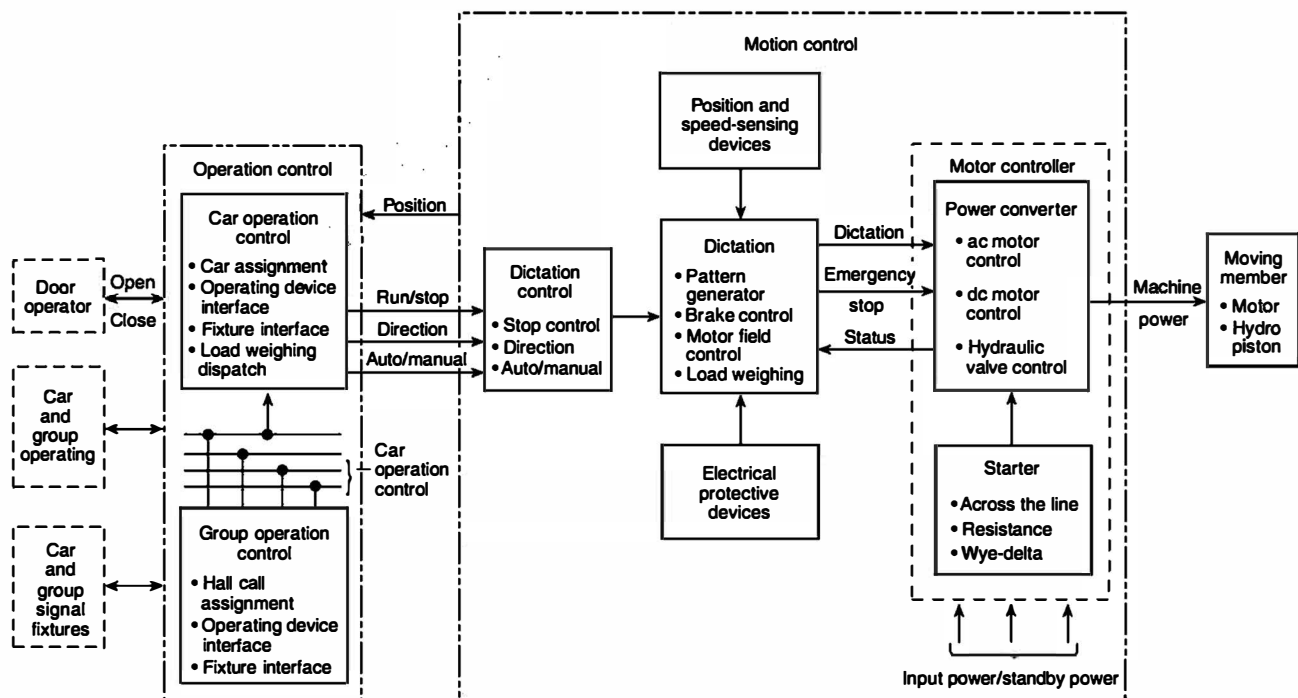 Motion control
Position and
speed-sensing
devices
Operation control
Motor controller
Car operation
control
• Car assignment
• Operating device
interface
• Fixture interface
• Load weighing
dispatch
Position
Door
operator
Open
Close
Run/stop
Direction
Auto/manual
Dictation
control
• Stop control
• Direction
• Auto/manual
Dictation
• Pattern
generator
• Brake control
• Motor field
control
• Load weighing
Dictation
Emergency
stop
Status
Power converter
• ac motor
control
• dc motor
control
• Hydraulic
valve control
Machine
power
Moving
member
• Motor
• Hydro
piston
Car
and
group
operating
Car
operation
control
Electrical
protective
devices
Starter
• Across the line
• Resistance
• Wye-delta
Car
and
group
signal
fixtures
Group operation
control
• Hall call
assignment
• Operating device
interface
• Fixture interface
Input power/standby power